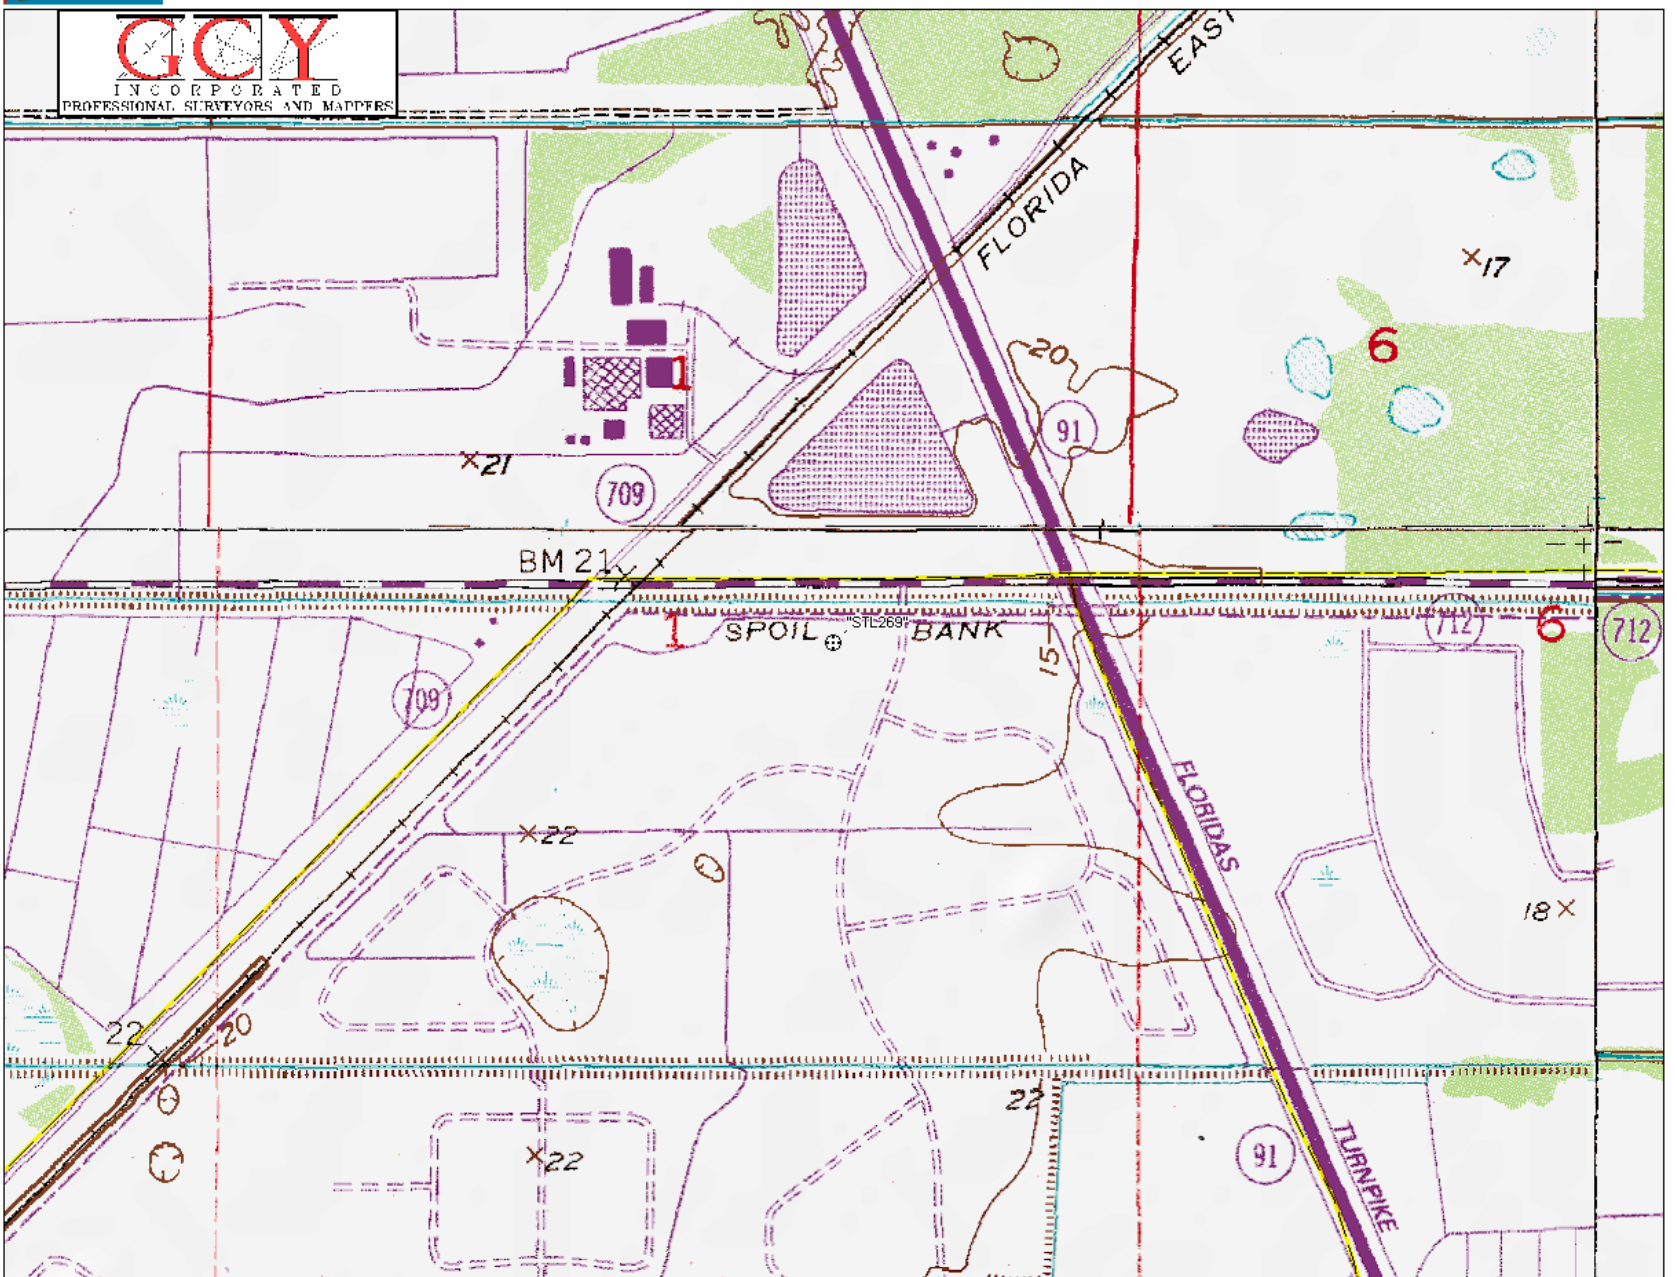 GCY
INCORPORATED
PROFESSIONAL SURVEYORS AND MAPPERS
EAST
FLORIDA
17
6
20
91
1
21
709
BM 21
1
SPOIL
"STL269"
BANK
15
712
6
712
709
FLORIDAS
22
18
22
20
22
91
22
TURNPIKE